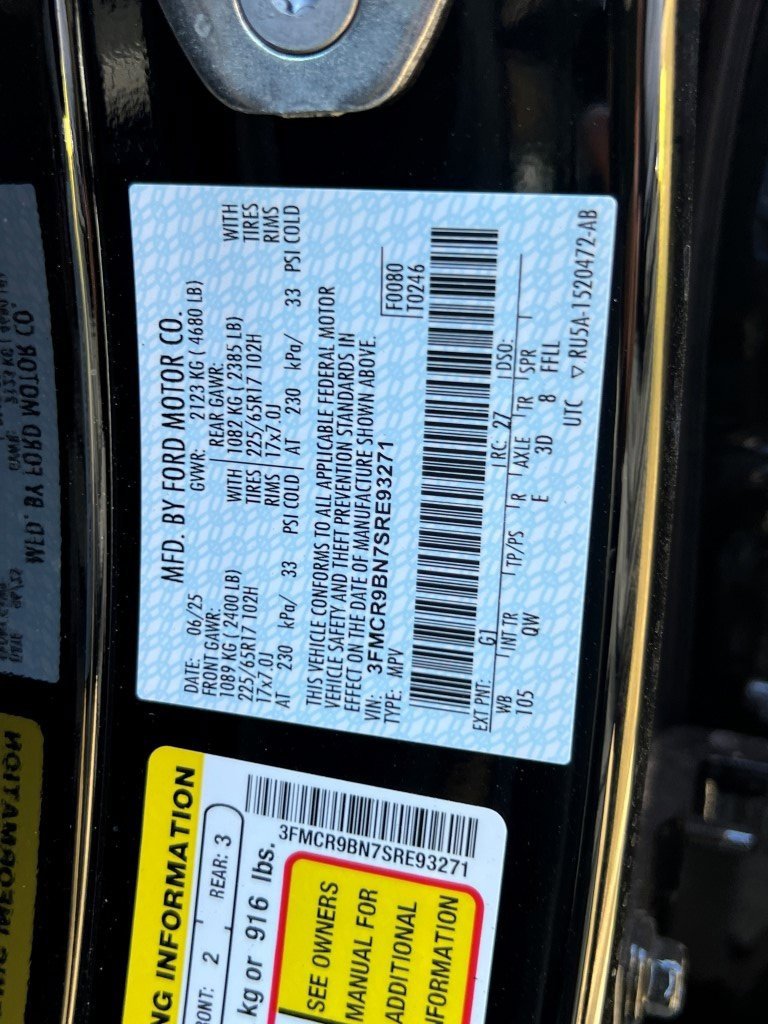 MFD. BY FORD MOTOR CO.
DATE: 06/25 GVWR: 2123 KG ( 4680 LB)
FRONT GAWR: REAR GAWR:
1089 KG ( 2400 LB) WITH 1082 KG ( 2385 LB) WITH
225/65R17 102H TIRES 225/65R17 102H TIRES
17x7.0J RIMS 17x7.0J RIMS
AT 230 kPa/ 33 PSI COLD AT 230 kPa/ 33 PSI COLD
THIS VEHICLE CONFORMS TO ALL APPLICABLE FEDERAL MOTOR
VEHICLE SAFETY AND THEFT PREVENTION STANDARDS IN
EFFECT ON THE DATE OF MANUFACTURE SHOWN ABOVE.
VIN: 3FMCR9BN7SRE93271
TYPE: MPV
F0080
T0246
EXT PNT: G1 RC: 27 DSO:
WB INT TR TP/PS R AXLE TR SPR
T05 QW E 3D 8 FFLL
UTC ▽ RU5A-1520472-AB
NG INFORMATION
RONT: 2 REAR: 3
kg or 916 lbs.
3FMCR9BN7SRE93271
SEE OWNERS
MANUAL FOR
ADDITIONAL
FORMATION